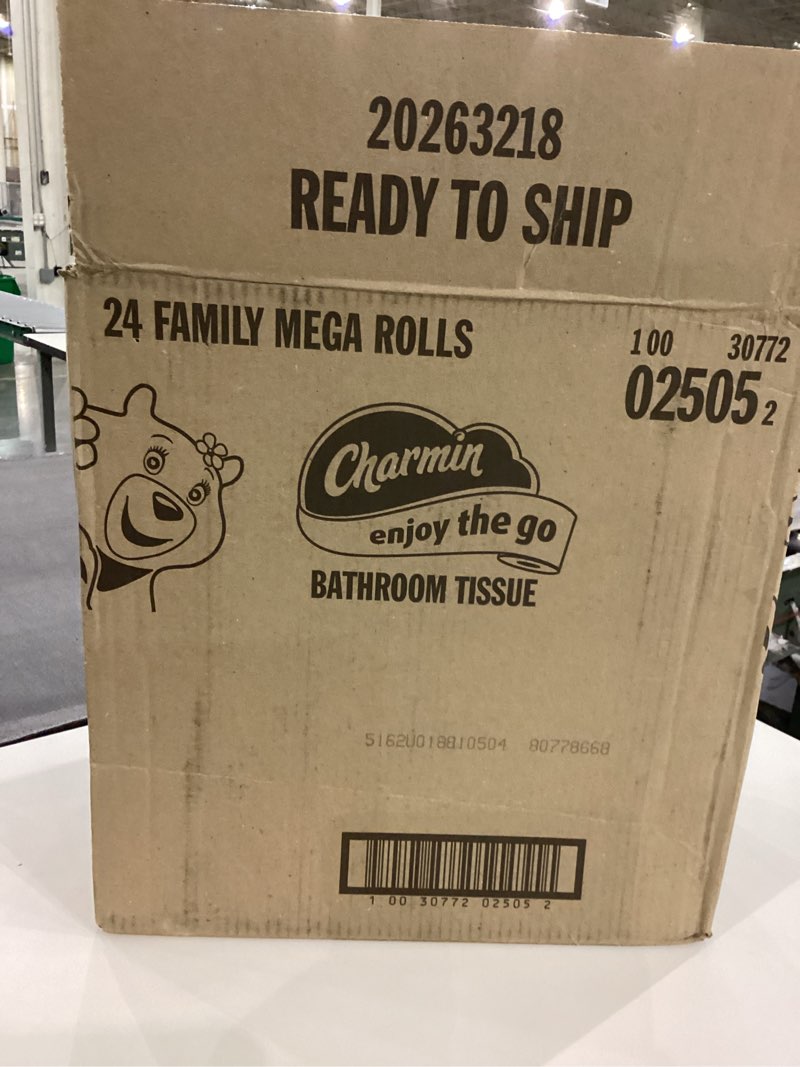 20263218
READY TO SHIP
24 FAMILY MEGA ROLLS
1 00 30772
02505 2
Charmin
enjoy the go
BATHROOM TISSUE
5162U018810504 80778668
1 00 30772 02505 2